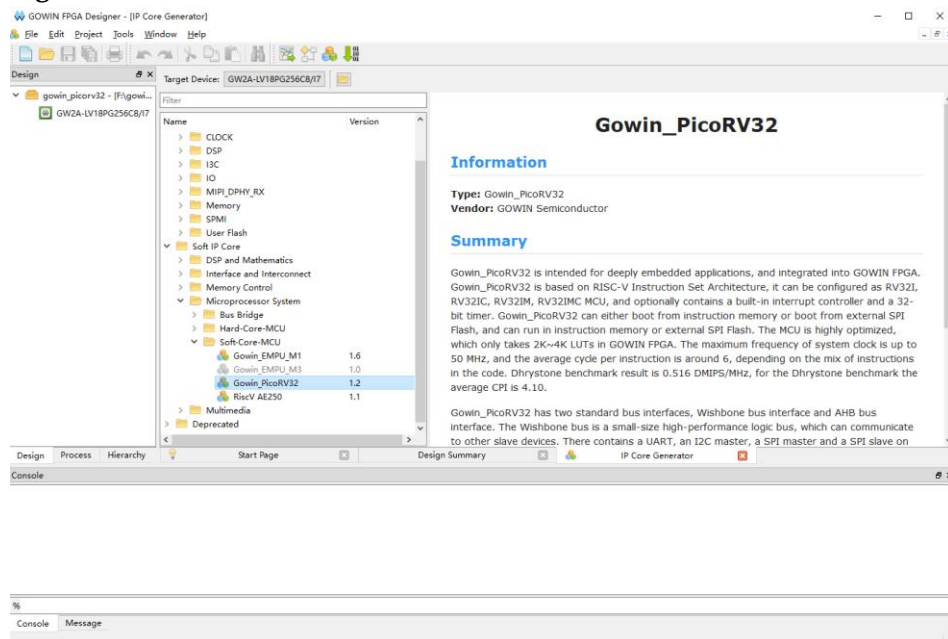 GOWIN FPGA Designer - [IP Core Generator]
File Edit Project Tools Window Help
Design
Target Device: GW2A-LV18PG256C8/I7
gowin_picorv32 - [F:\gowi...
GW2A-LV18PG256C8/I7
Filter
Name Version
CLOCK
DSP
I3C
IO
MIPI_DPHY_RX
Memory
SPMI
User Flash
Soft IP Core
DSP and Mathematics
Interface and Interconnect
Memory Control
Microprocessor System
Bus Bridge
Hard-Core-MCU
Soft-Core-MCU
Gowin_EMPU_M1 1.6
Gowin_EMPU_M3 1.0
Gowin_PicoRV32 1.2
RiscV AE250 1.1
Multimedia
Deprecated
Gowin_PicoRV32
Information
Type: Gowin_PicoRV32
Vendor: GOWIN Semiconductor
Summary
Gowin_PicoRV32 is intended for deeply embedded applications, and integrated into GOWIN FPGA.
Gowin_PicoRV32 is based on RISC-V Instruction Set Architecture, it can be configured as RV32I,
RV32IC, RV32IM, RV32IMC MCU, and optionally contains a built-in interrupt controller and a 32-
bit timer. Gowin_PicoRV32 can either boot from instruction memory or boot from external SPI
Flash, and can run in instruction memory or external SPI Flash. The MCU is highly optimized,
which only takes 2K~4K LUTs in GOWIN FPGA. The maximum frequency of system clock is up to
50 MHz, and the average cycle per instruction is around 6, depending on the mix of instructions
in the code. Dhrystone benchmark result is 0.516 DMIPS/MHz, for the Dhrystone benchmark the
average CPI is 4.10.
Gowin_PicoRV32 has two standard bus interfaces, Wishbone bus interface and AHB bus
interface. The Wishbone bus is a small-size high-performance logic bus, which can communicate
to other slave devices. There contains a UART, an I2C master, a SPI master and a SPI slave on
Design Process Hierarchy Start Page Design Summary IP Core Generator
Console
%
Console Message